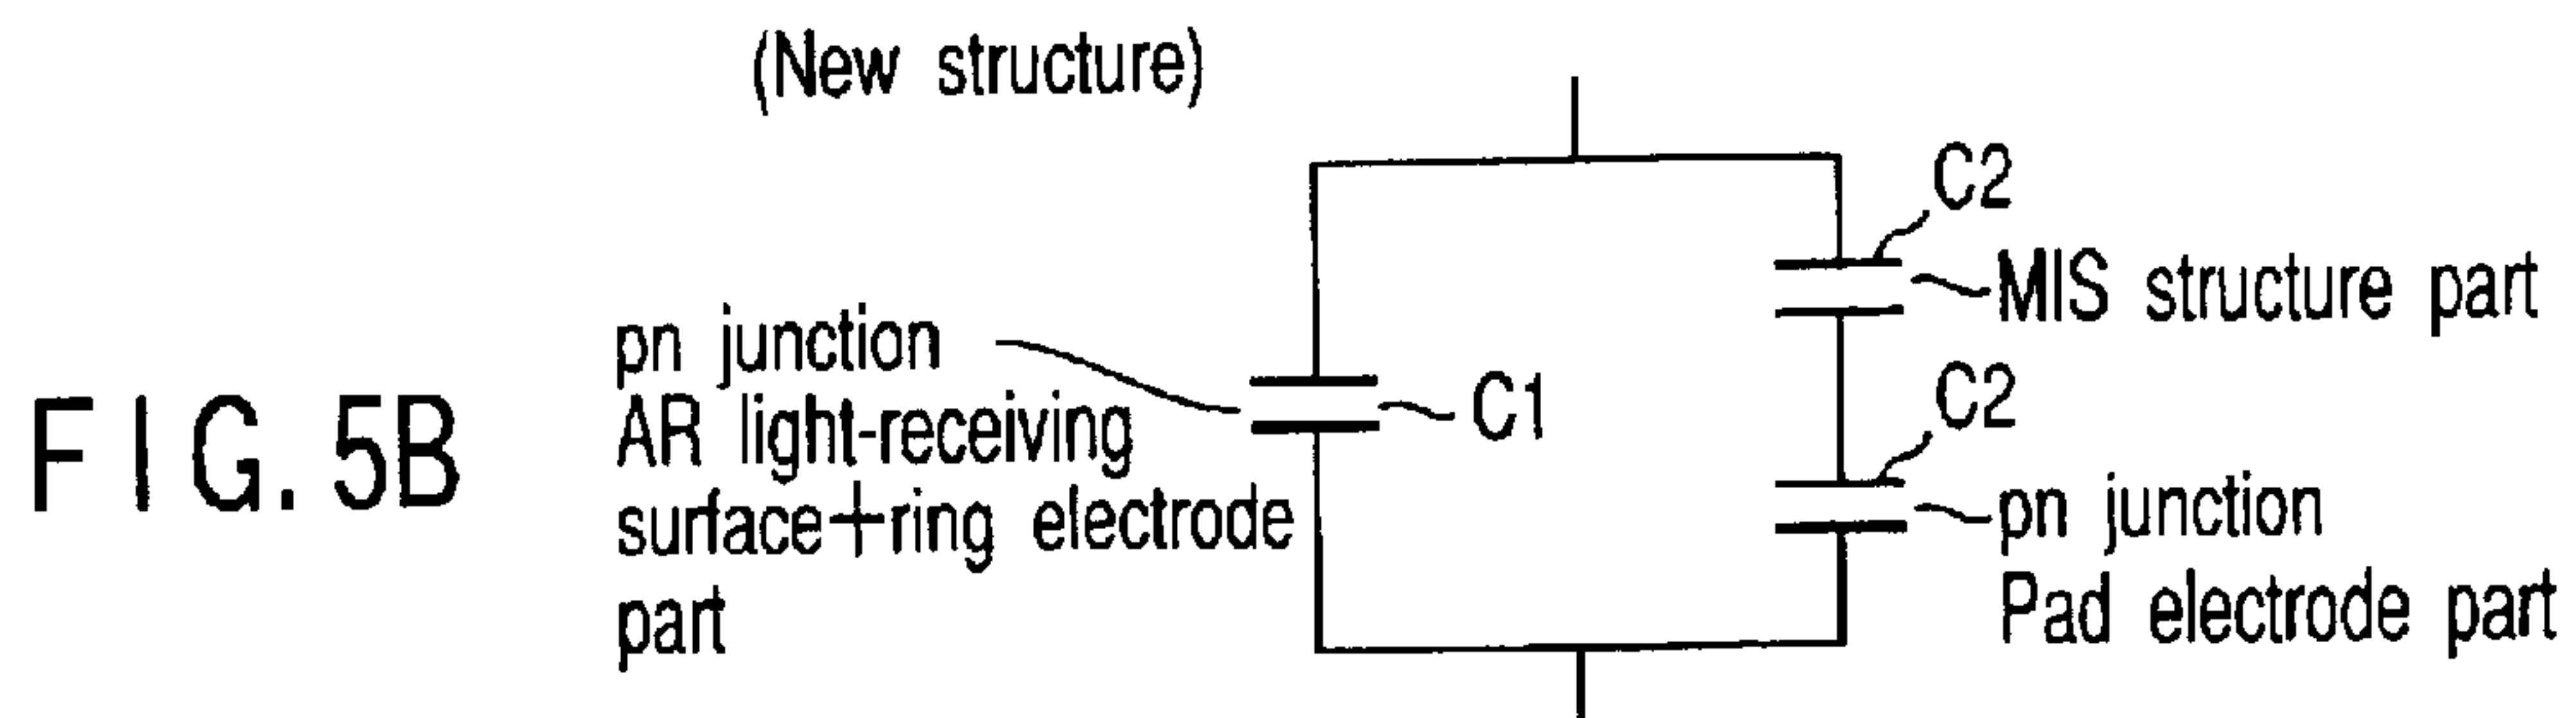 (New structure)
C2
MIS structure part
pn junction
AR light-receiving
surface+ring electrode
part
C1
C2
pn junction
Pad electrode part
FIG. 5B